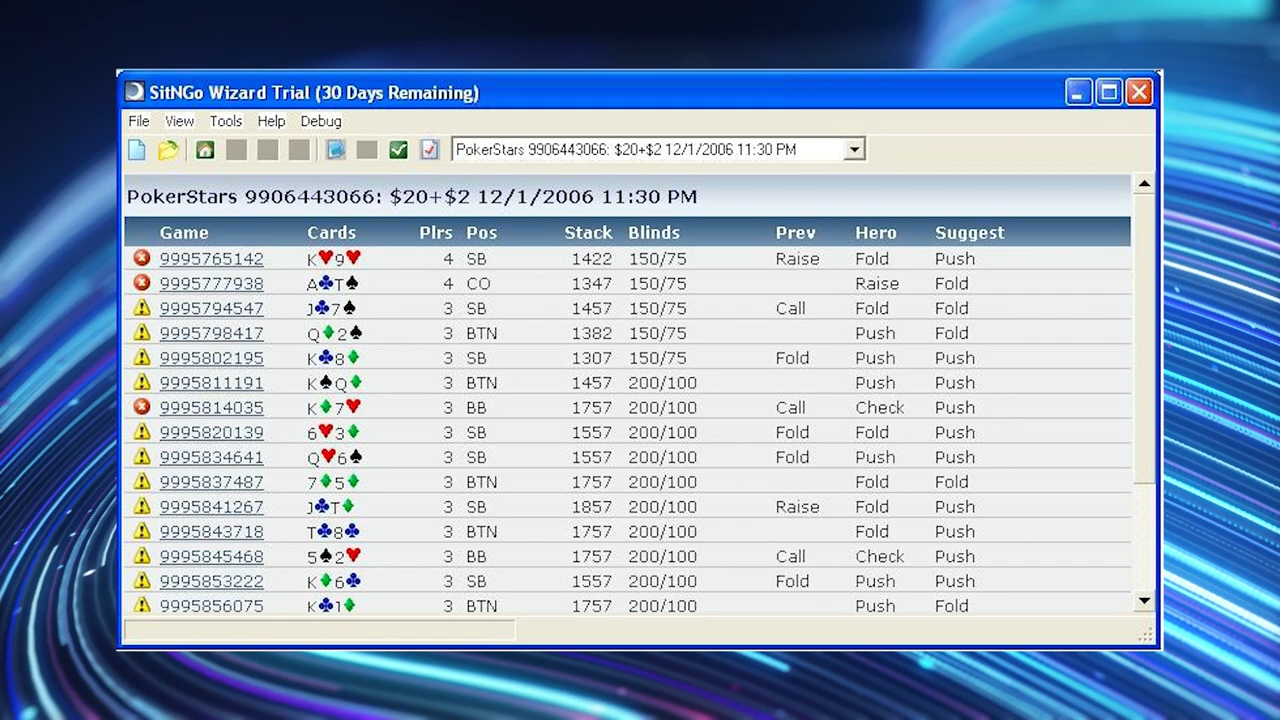 SitNGo Wizard Trial (30 Days Remaining)
File View Tools Help Debug
PokerStars 9906443066: $20+$2 12/1/2006 11:30 PM
PokerStars 9906443066: $20+$2 12/1/2006 11:30 PM
Game Cards Plrs Pos Stack Blinds Prev Hero Suggest
9995765142 K♥9♥ 4 SB 1422 150/75 Raise Fold Push
9995777938 A♣T♠ 4 CO 1347 150/75 Raise Fold
9995794547 J♣7♠ 3 SB 1457 150/75 Call Fold Push
9995798417 Q♦2♠ 3 BTN 1382 150/75 Push Fold
9995802195 K♣8♦ 3 SB 1307 150/75 Fold Push Push
9995811191 K♠Q♦ 3 BTN 1457 200/100 Push Push
9995814035 K♦7♥ 3 BB 1757 200/100 Call Check Push
9995820139 6♥3♦ 3 SB 1557 200/100 Fold Fold Push
9995834641 Q♥6♠ 3 SB 1557 200/100 Fold Push Push
9995837487 7♦5♦ 3 BTN 1757 200/100 Fold Fold
9995841267 J♣T♦ 3 SB 1857 200/100 Raise Fold Push
9995843718 T♣8♣ 3 BTN 1757 200/100 Fold Push
9995845468 5♠2♥ 3 BB 1757 200/100 Call Check Push
9995853222 K♦6♣ 3 SB 1557 200/100 Fold Push Push
9995856075 K♣1♦ 3 BTN 1757 200/100 Push Fold